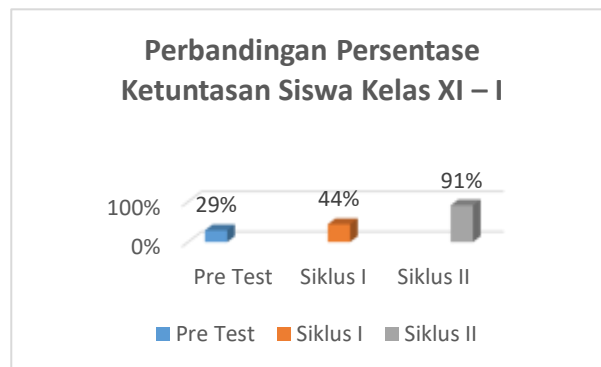 Perbandingan Persentase
Ketuntasan Siswa Kelas XI – I
29% 44% 91%
100%
0%
Pre Test Siklus I Siklus II
Pre Test Siklus I Siklus II